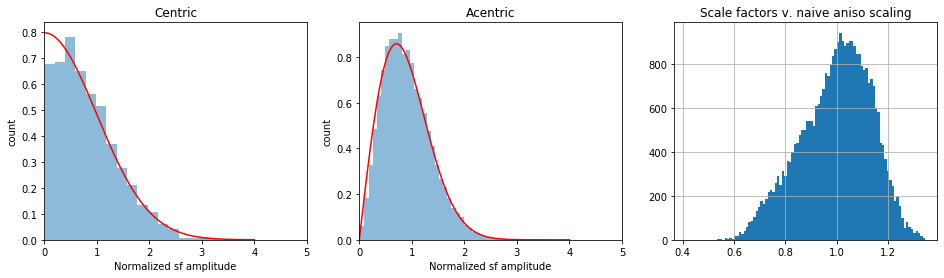 Centric
0.8
0.7
0.6
0.5
0.4
0.3
0.2
0.1
0.0
count
0 1 2 3 4 5
Normalized sf amplitude
Acentric
0.8
0.6
0.4
0.2
0.0
count
0 1 2 3 4 5
Normalized sf amplitude
Scale factors v. naive aniso scaling
800
600
400
200
0
0.4 0.6 0.8 1.0 1.2